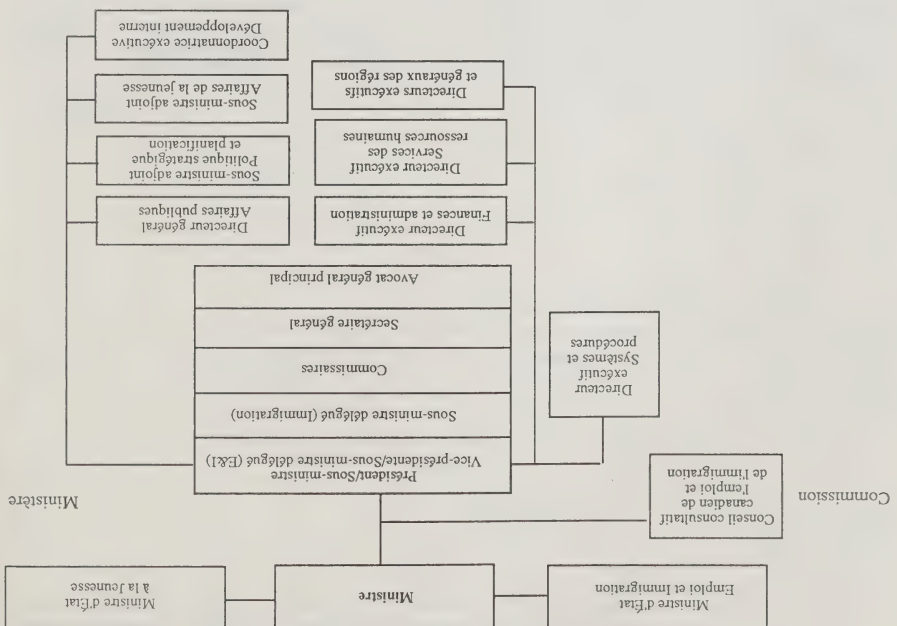 Ministre d'État
Emploi et Immigration
Ministre
Ministre d'État
à la Jeunesse
Commission
Conseil consultatif
canadien de
l'emploi et
de l'immigration
Ministère
Président/Sous-ministre
Vice-présidente/Sous-ministre délégué (E&I)
Sous-ministre délégué (Immigration)
Commissaires
Secrétaire général
Avocat général principal
Directeur
exécutif
Systèmes et
procédures
Directeur exécutif
Finances et administration
Directeur exécutif
Services des
ressources humaines
Directeurs exécutifs
et généraux des régions
Directeur général
Affaires publiques
Sous-ministre adjoint
Politique stratégique
et planification
Sous-ministre adjoint
Affaires de la jeunesse
Coordonnatrice exécutive
Développement interne